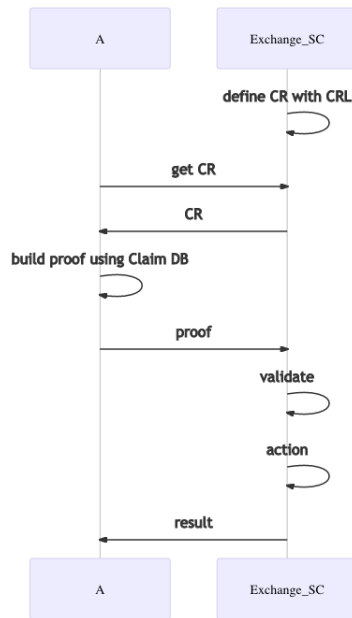 A
Exchange_SC
define CR with CRL
get CR
CR
build proof using Claim DB
proof
validate
action
result
A
Exchange_SC